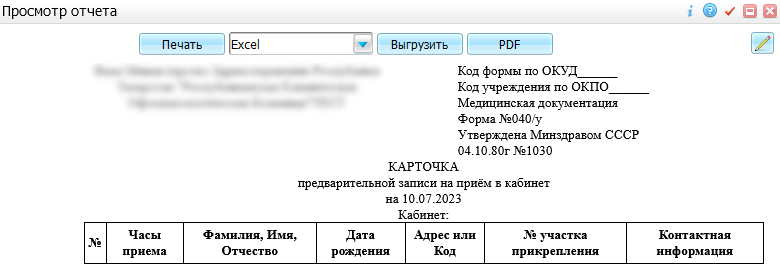 Просмотр отчета
Печать Excel Выгрузить PDF
Код формы по ОКУД______
Код учреждения по ОКПО______
Медицинская документация
Форма №040/у
Утверждена Минздравом СССР
04.10.80г №1030
КАРТОЧКА
предварительной записи на приём в кабинет
на 10.07.2023
Кабинет:
№ Часы приема Фамилия, Имя, Отчество Дата рождения Адрес или Код № участка прикрепления Контактная информация